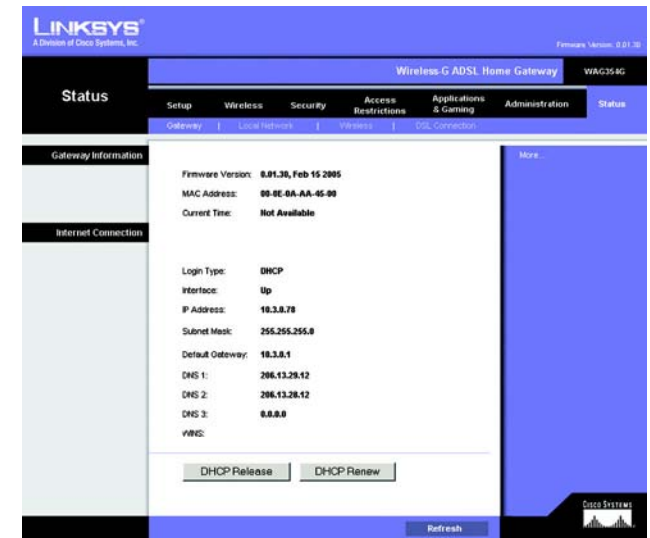 LINKSYS®
A Division of Cisco Systems, Inc.
Firmware Version: 0.01.30
Wireless-G ADSL Home Gateway WAG354G
Status
Setup Wireless Security Access Restrictions Applications & Gaming Administration Status
Gateway | Local Network | Wireless | DSL Connection
Gateway Information
More...
Firmware Version: 0.01.30, Feb 15 2005
MAC Address: 00-0E-0A-AA-45-00
Current Time: Not Available
Internet Connection
Login Type: DHCP
Interface: Up
IP Address: 10.3.0.78
Subnet Mask: 255.255.255.0
Default Gateway: 10.3.0.1
DNS 1: 206.13.29.12
DNS 2: 206.13.28.12
DNS 3: 0.0.0.0
WINS:
DHCP Release DHCP Renew
CISCO SYSTEMS
Refresh